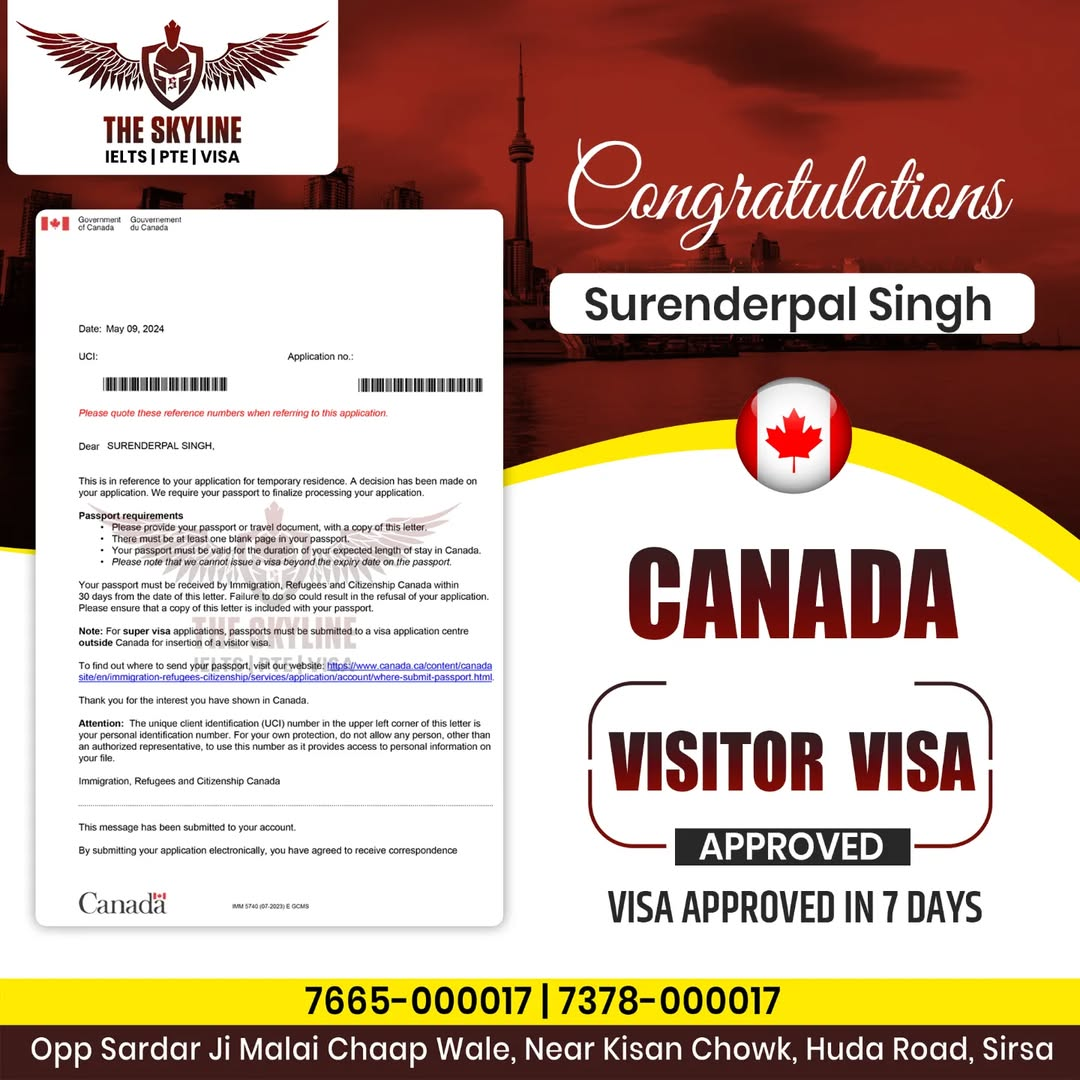 THE SKYLINE
IELTS | PTE | VISA
Government of Canada
Gouvernement du Canada
Date: May 09, 2024
UCI:
Application no.:
Please quote these reference numbers when referring to this application.
Dear SURENDERPAL SINGH,
This is in reference to your application for temporary residence. A decision has been made on
your application. We require your passport to finalize processing your application.
Passport requirements
• Please provide your passport or travel document, with a copy of this letter.
• There must be at least one blank page in your passport.
• Your passport must be valid for the duration of your expected length of stay in Canada.
• Please note that we cannot issue a visa beyond the expiry date on the passport.
Your passport must be received by Immigration, Refugees and Citizenship Canada within
30 days from the date of this letter. Failure to do so could result in the refusal of your application.
Please ensure that a copy of this letter is included with your passport.
Note: For super visa applications, passports must be submitted to a visa application centre
outside Canada for insertion of a visitor visa.
To find out where to send your passport, visit our website: https://www.canada.ca/content/canada
site/en/immigration-refugees-citizenship/services/application/account/where-submit-passport.html.
Thank you for the interest you have shown in Canada.
Attention: The unique client identification (UCI) number in the upper left corner of this letter is
your personal identification number. For your own protection, do not allow any person, other than
an authorized representative, to use this number as it provides access to personal information on
your file.
Immigration, Refugees and Citizenship Canada
This message has been submitted to your account.
By submitting your application electronically, you have agreed to receive correspondence
Canada
IMM 5740 (07-2023) E GCMS
THE SKYLINE
IELTS | PTE | VISA
Congratulations
Surenderpal Singh
CANADA
VISITOR VISA
APPROVED
VISA APPROVED IN 7 DAYS
7665-000017 | 7378-000017
Opp Sardar Ji Malai Chaap Wale, Near Kisan Chowk, Huda Road, Sirsa